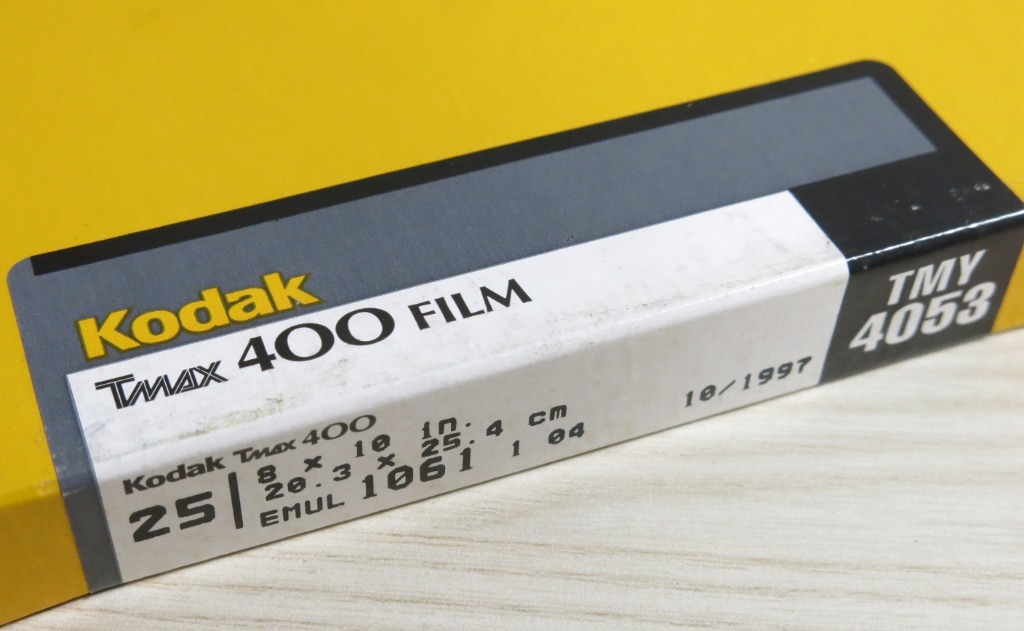 Kodak
TMAX 400 FILM
Kodak TMAX 400
25 | 8 x 10 in.
20.3 x 25.4 cm
EMUL 1061 1 04
10/1997
TMY
4053